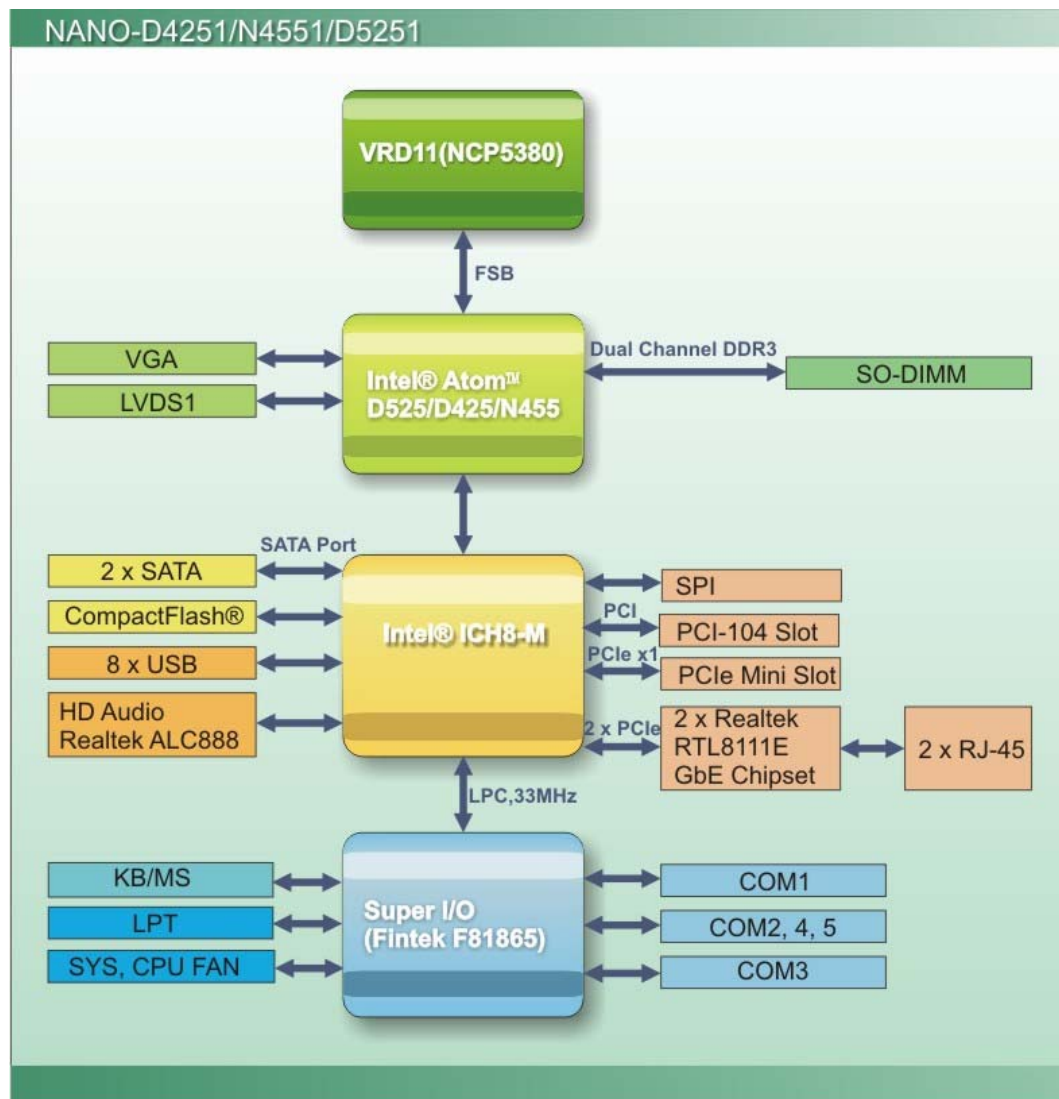 NANO-D4251/N4551/D5251
VRD11(NCP5380)
FSB
VGA
LVDS1
Intel® Atom™
D525/D425/N455
Dual Channel DDR3
SO-DIMM
SATA Port
2 x SATA
CompactFlash®
8 x USB
HD Audio
Realtek ALC888
Intel® ICH8-M
SPI
PCI
PCI-104 Slot
PCIe x1
PCIe Mini Slot
2 x PCIe
2 x Realtek
RTL8111E
GbE Chipset
2 x RJ-45
LPC,33MHz
KB/MS
LPT
SYS, CPU FAN
Super I/O
(Fintek F81865)
COM1
COM2, 4, 5
COM3